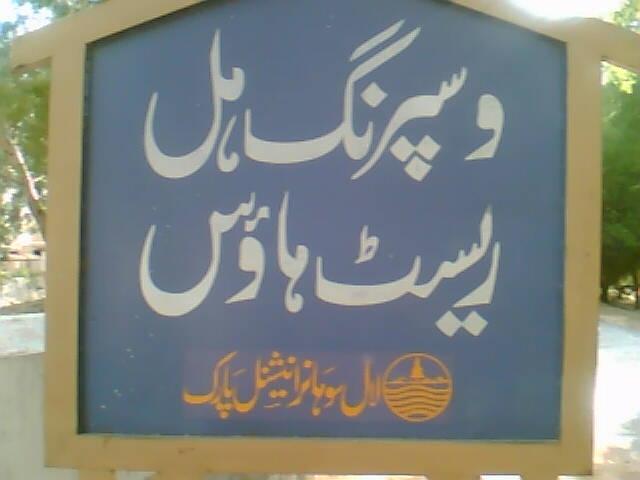 وسپرنگ ہل
ریسٹ ہاؤس
لال سوہانرا نیشنل پارک